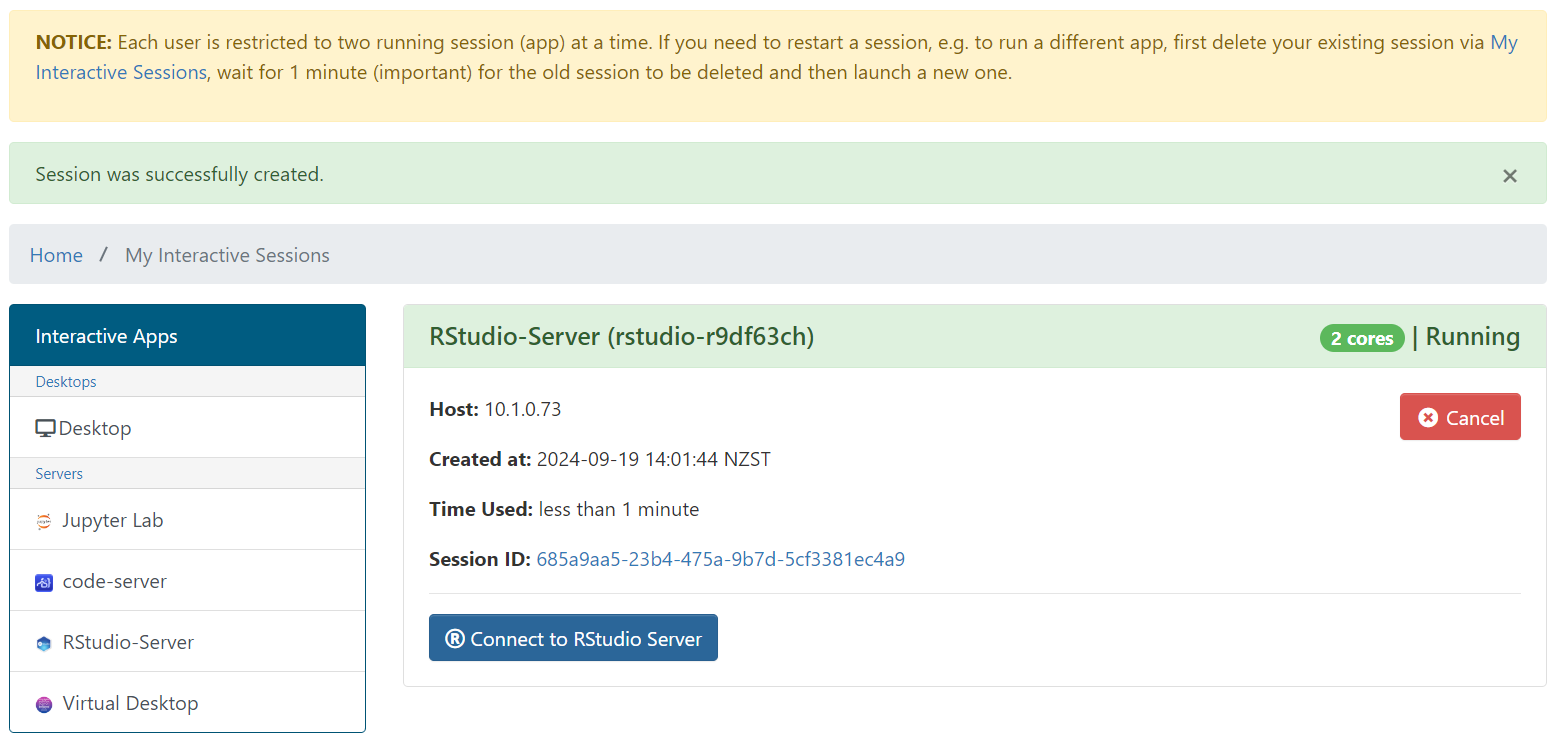 NOTICE: Each user is restricted to two running session (app) at a time. If you need to restart a session, e.g. to run a different app, first delete your existing session via My
Interactive Sessions, wait for 1 minute (important) for the old session to be deleted and then launch a new one.
Session was successfully created.
×
Home / My Interactive Sessions
Interactive Apps
Desktops
Desktop
Servers
Jupyter Lab
code-server
RStudio-Server
Virtual Desktop
RStudio-Server (rstudio-r9df63ch)
2 cores | Running
Host: 10.1.0.73
Cancel
Created at: 2024-09-19 14:01:44 NZST
Time Used: less than 1 minute
Session ID: 685a9aa5-23b4-475a-9b7d-5cf3381ec4a9
® Connect to RStudio Server